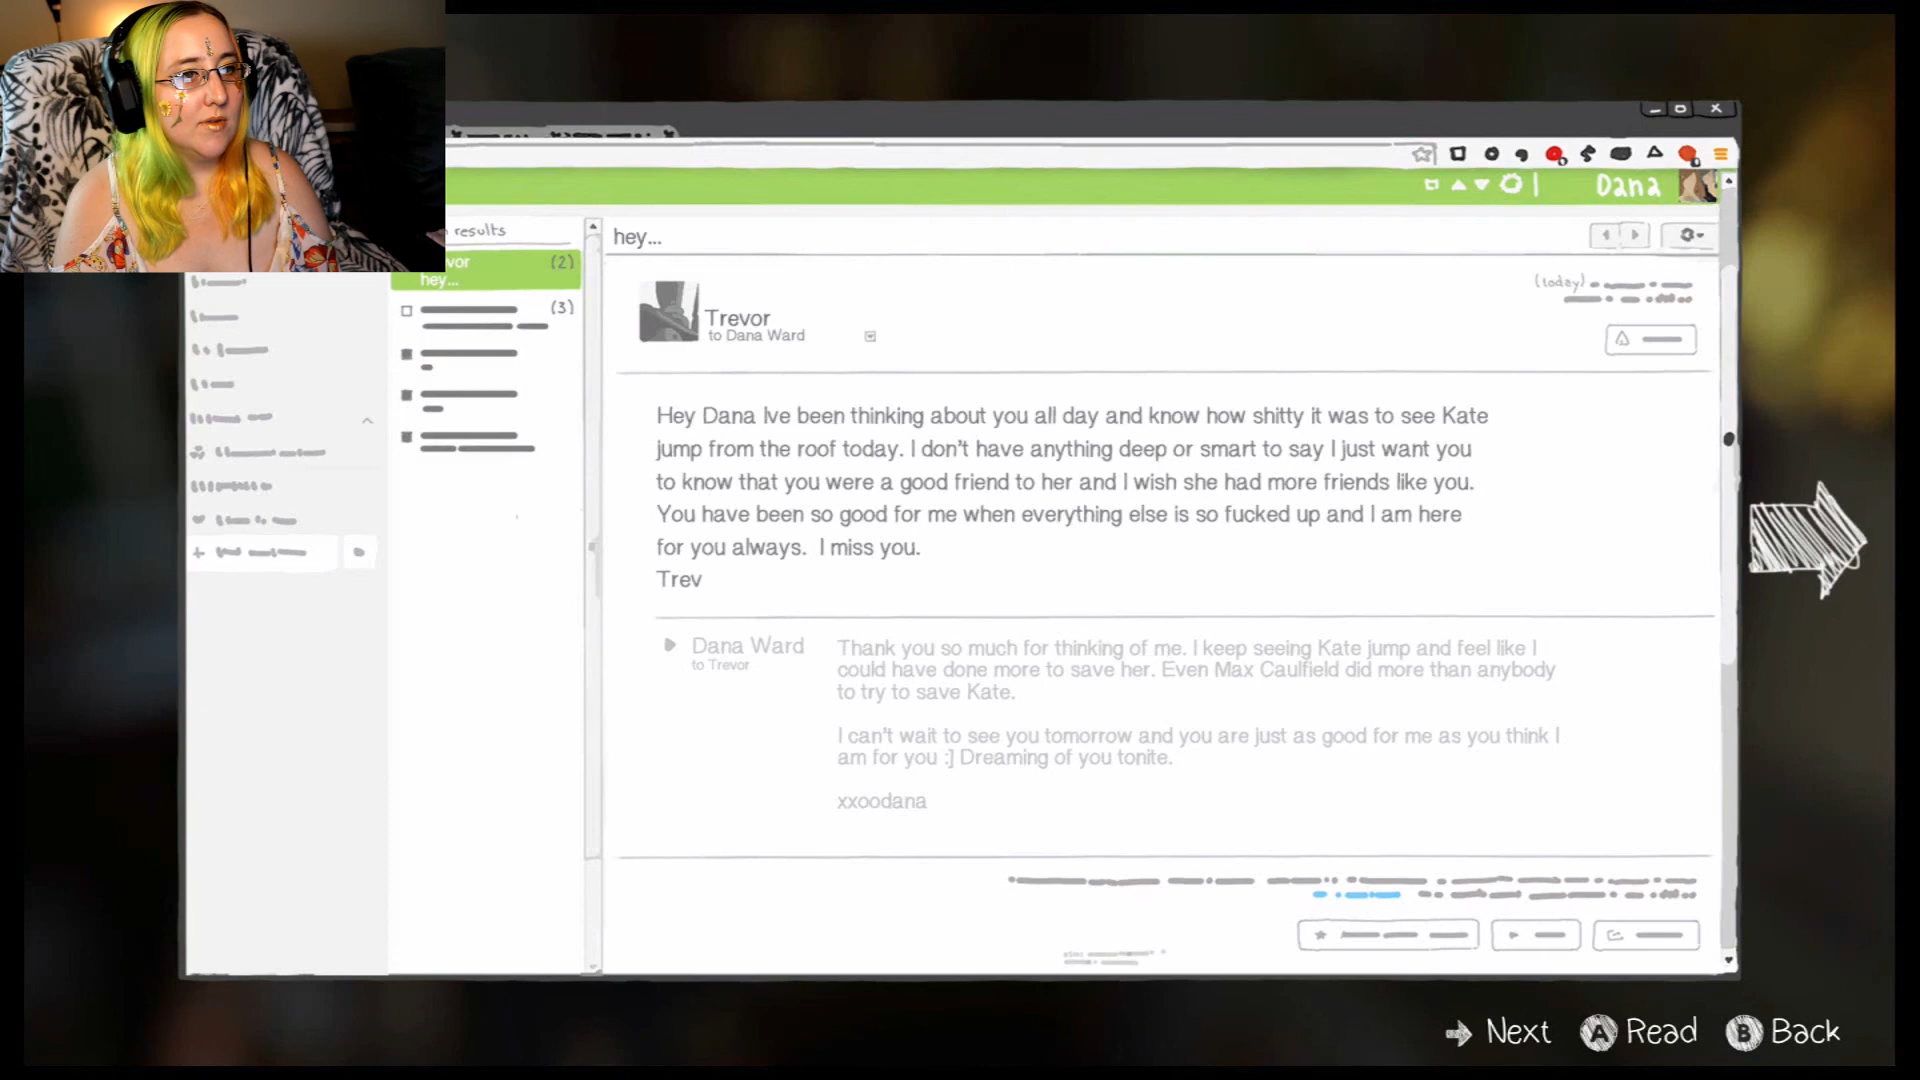 Dana
results
hey...
vor
(2)
hey...
(today)
(3)
Trevor
to Dana Ward
Hey Dana Ive been thinking about you all day and know how shitty it was to see Kate
jump from the roof today. I don't have anything deep or smart to say I just want you
to know that you were a good friend to her and I wish she had more friends like you.
You have been so good for me when everything else is so fucked up and I am here
for you always. I miss you.
Trev
Dana Ward
to Trevor
Thank you so much for thinking of me. I keep seeing Kate jump and feel like I
could have done more to save her. Even Max Caulfield did more than anybody
to try to save Kate.
I can't wait to see you tomorrow and you are just as good for me as you think I
am for you :] Dreaming of you tonite.
xxoodana
Next
A Read
B Back